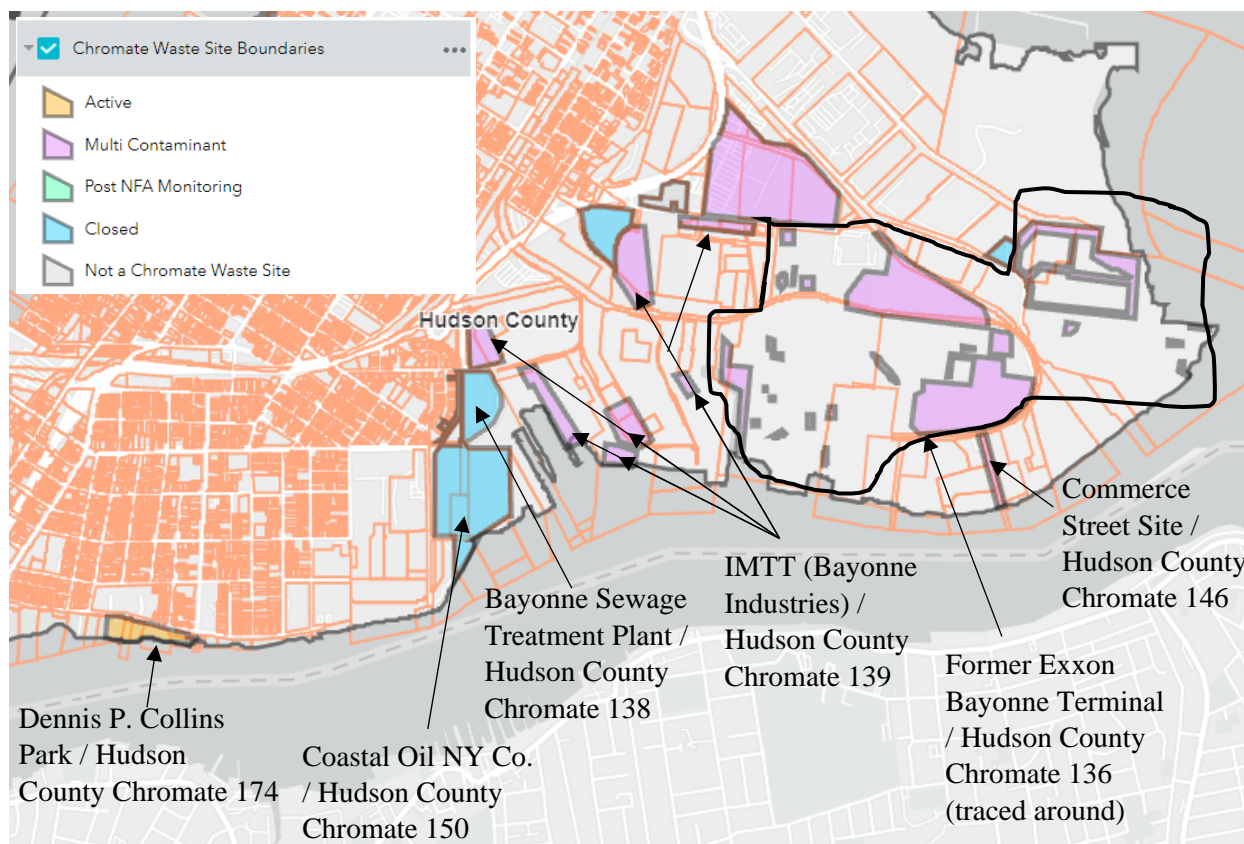 Chromate Waste Site Boundaries
Active
Multi Contaminant
Post NFA Monitoring
Closed
Not a Chromate Waste Site
Hudson County
Dennis P. Collins
Park / Hudson
County Chromate 174
Coastal Oil NY Co.
/ Hudson County
Chromate 150
Bayonne Sewage
Treatment Plant /
Hudson County
Chromate 138
IMTT (Bayonne
Industries) /
Hudson County
Chromate 139
Former Exxon
Bayonne Terminal
/ Hudson County
Chromate 136
(traced around)
Commerce
Street Site /
Hudson County
Chromate 146